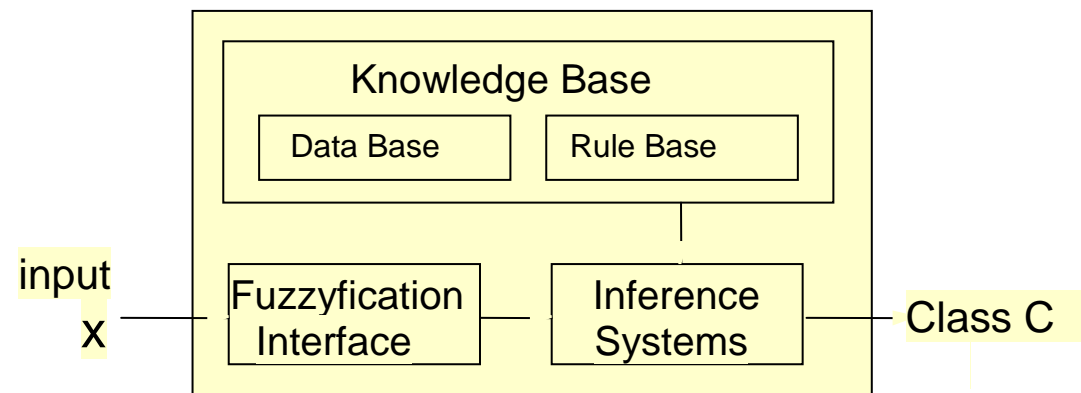 Knowledge Base
Data Base
Rule Base
input
x
Fuzzyfication
Interface
Inference
Systems
Class C